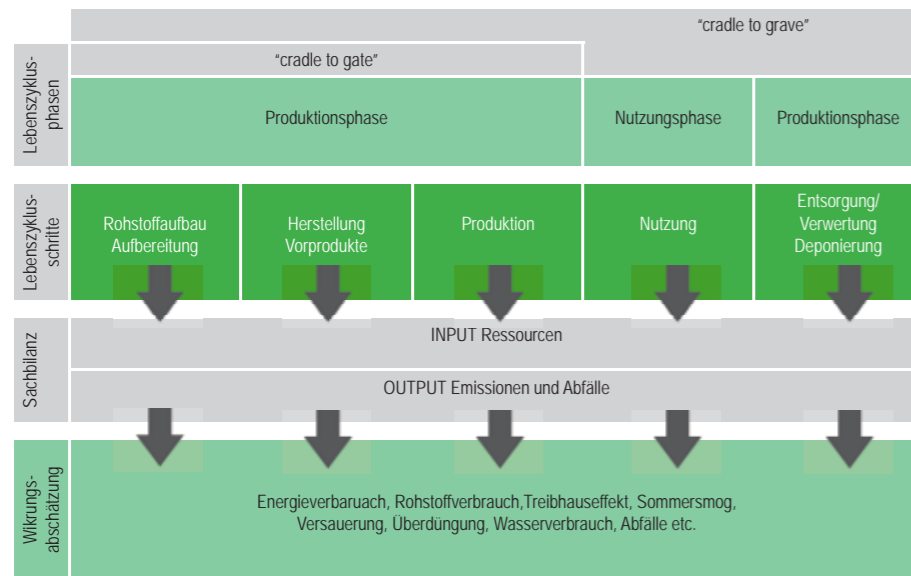 “cradle to grave”
“cradle to gate”
Lebenszyklus-
phasen
Produktionsphase
Nutzungsphase
Produktionsphase
Lebenszyklus-
schritte
Rohstoffaufbau
Aufbereitung
Herstellung
Vorprodukte
Produktion
Nutzung
Entsorgung/
Verwertung
Deponierung
Sachbilanz
INPUT Ressourcen
OUTPUT Emissionen und Abfälle
Wikrungs-
abschätzung
Energieverbaruach, Rohstoffverbrauch,Treibhauseffekt, Sommersmog,
Versauerung, Überdüngung, Wasserverbrauch, Abfälle etc.